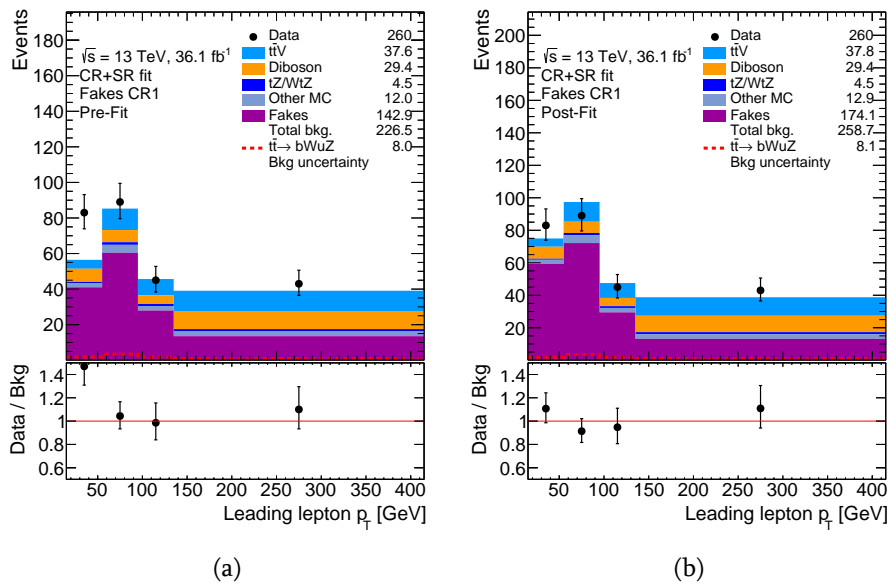 Events
180
160
140
120
100
80
60
40
20
√s = 13 TeV, 36.1 fb⁻¹
CR+SR fit
Fakes CR1
Pre-Fit
Data 260
tt̄V 37.6
Diboson 29.4
tZ/WtZ 4.5
Other MC 12.0
Fakes 142.9
Total bkg. 226.5
tt̄→ bWuZ 8.0
Bkg uncertainty
Data / Bkg
1.4
1.2
1
0.8
0.6
50 100 150 200 250 300 350 400
Leading lepton p_T [GeV]
(a)
Events
200
180
160
140
120
100
80
60
40
20
√s = 13 TeV, 36.1 fb⁻¹
CR+SR fit
Fakes CR1
Post-Fit
Data 260
tt̄V 37.8
Diboson 29.4
tZ/WtZ 4.5
Other MC 12.9
Fakes 174.1
Total bkg. 258.7
tt̄→ bWuZ 8.1
Bkg uncertainty
Data / Bkg
1.4
1.2
1
0.8
0.6
50 100 150 200 250 300 350 400
Leading lepton p_T [GeV]
(b)